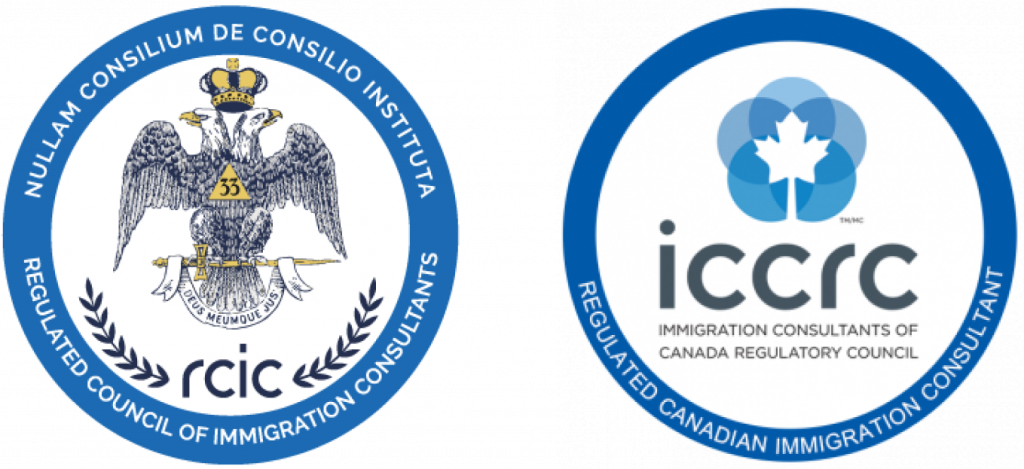 NULLAM CONSILIUM DE CONSILIO INSTITUTA
33
DEUS MEUMQUE JUS
rcic
REGULATED COUNCIL OF IMMIGRATION CONSULTANTS
TM/MC
iccrc
IMMIGRATION CONSULTANTS OF
CANADA REGULATORY COUNCIL
REGULATED CANADIAN IMMIGRATION CONSULTANT